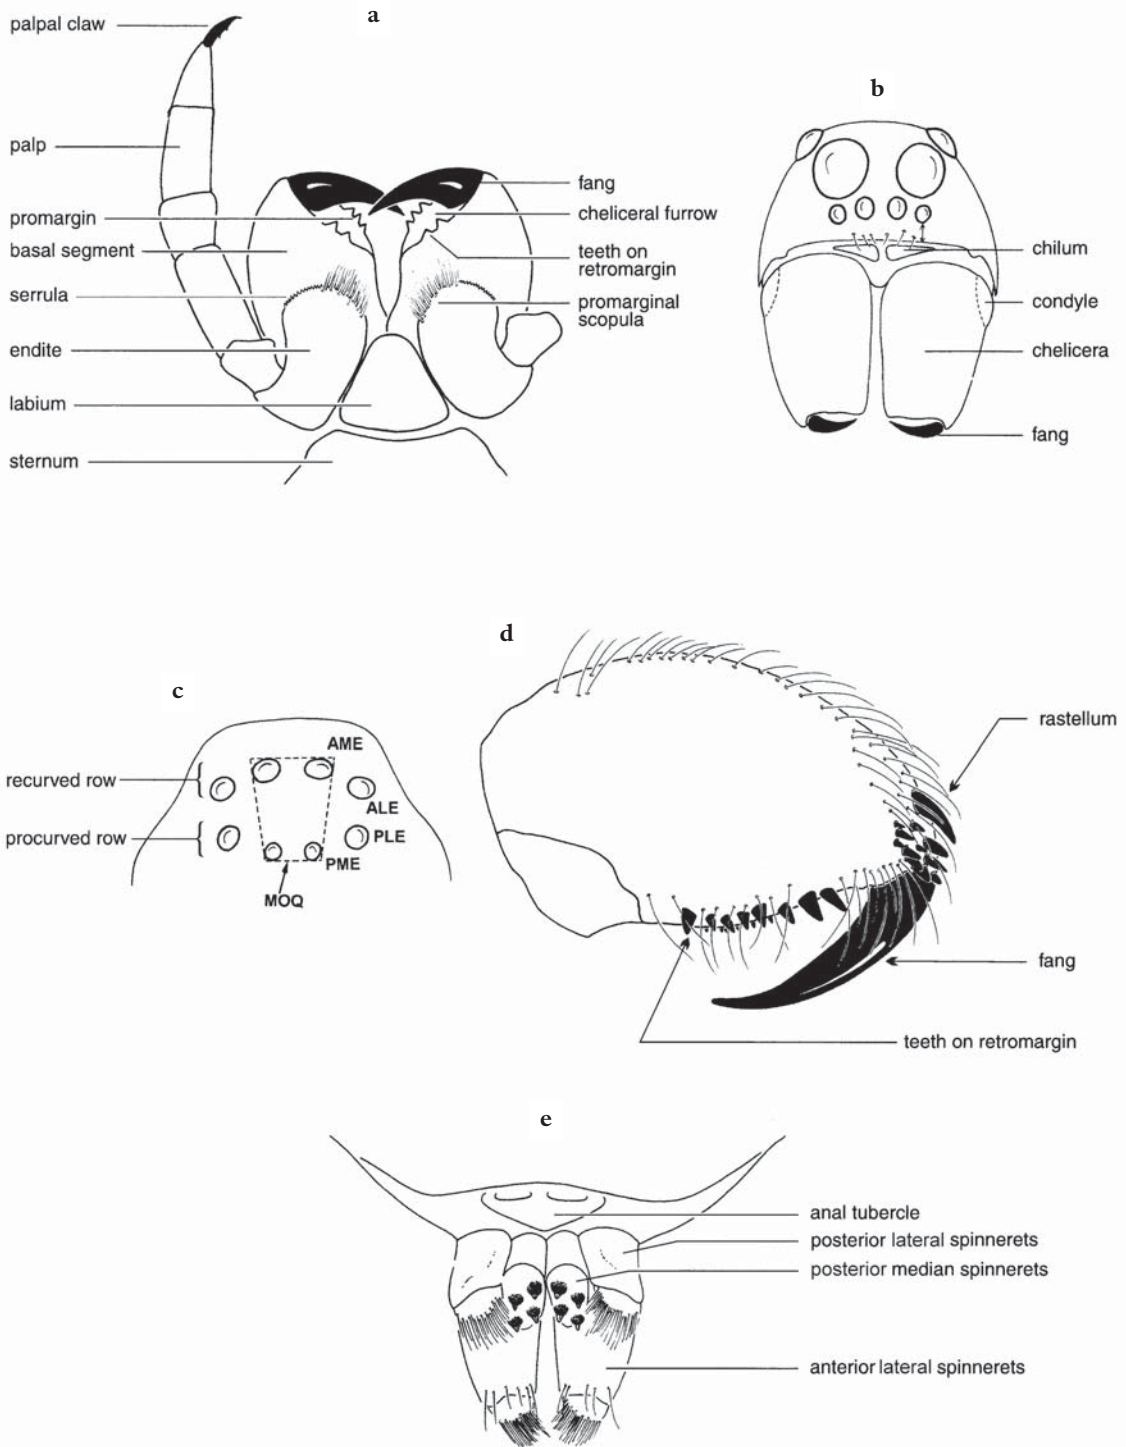 a
palpal claw
palp
promargin
basal segment
serrula
endite
labium
sternum
fang
cheliceral furrow
teeth on
retromargin
promarginal
scopula
b
chilum
condyle
chelicera
fang
c
recurved row
procurved row
AME
ALE
PLE
PME
MOQ
d
rastellum
fang
teeth on retromargin
e
anal tubercle
posterior lateral spinnerets
posterior median spinnerets
anterior lateral spinnerets